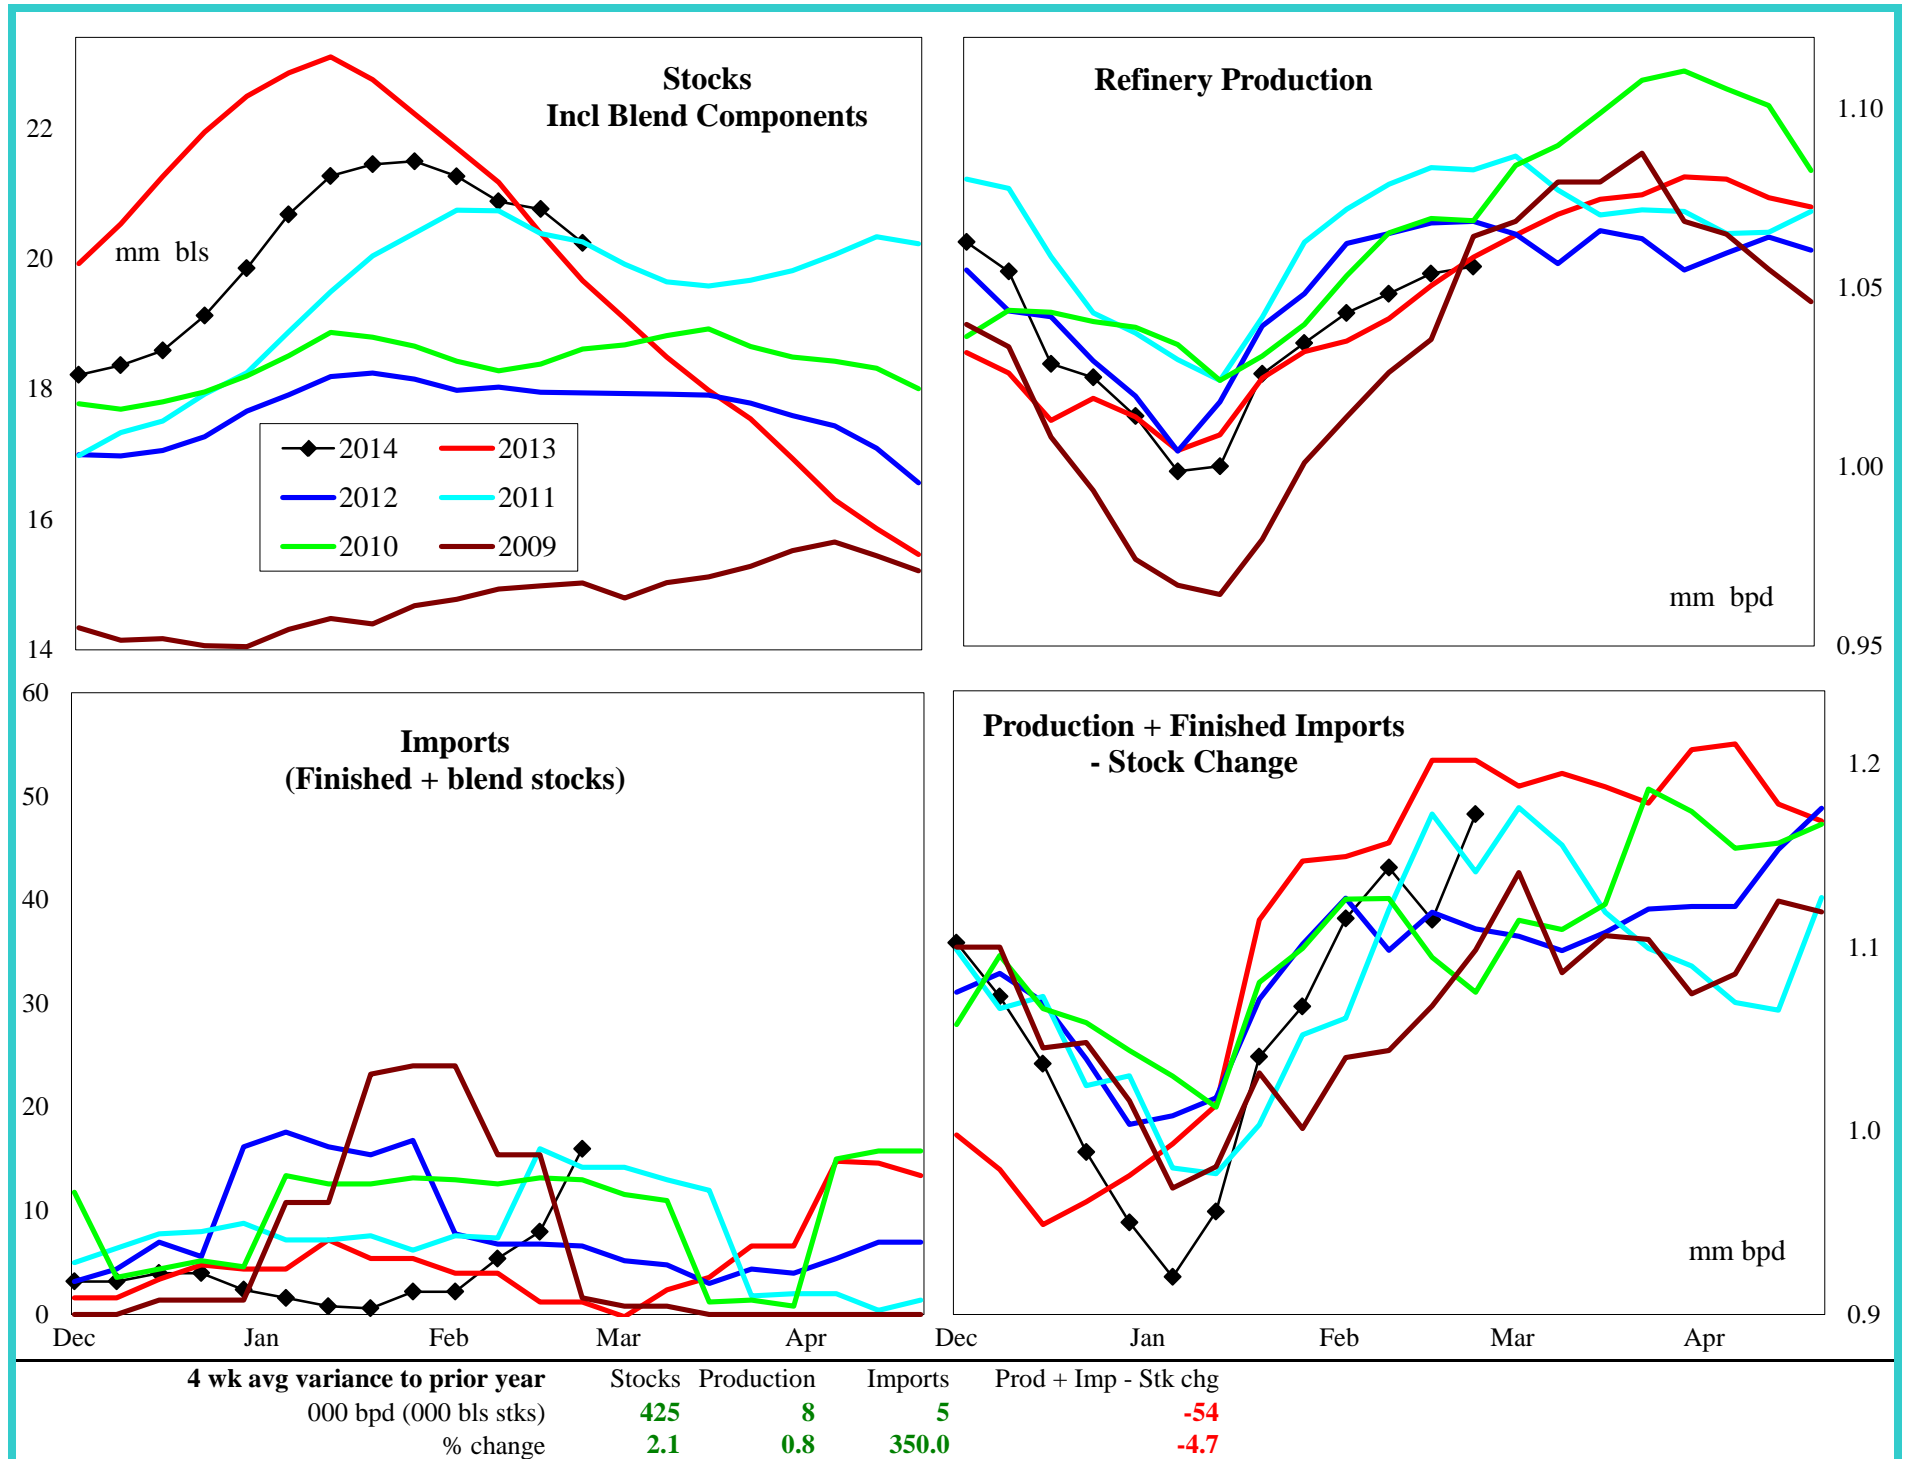 Stocks
Incl Blend Components
22
20
18
16
14
mm bls
2014
2013
2012
2011
2010
2009
Refinery Production
1.10
1.05
1.00
0.95
mm bpd
Imports
(Finished + blend stocks)
60
50
40
30
20
10
0
Dec Jan Feb Mar Apr
Production + Finished Imports
- Stock Change
1.2
1.1
1.0
0.9
mm bpd
Dec Jan Feb Mar Apr
4 wk avg variance to prior year Stocks Production Imports Prod + Imp - Stk chg
000 bpd (000 bls stks) 425 8 5 -54
% change 2.1 0.8 350.0 -4.7